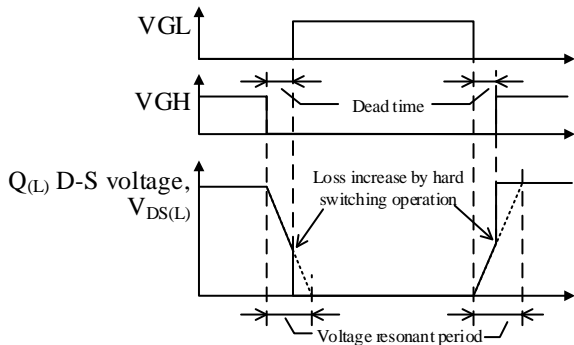 VGL
VGH
Dead time
Q(L) D-S voltage,
VDS(L)
Loss increase by hard
switching operation
Voltage resonant period